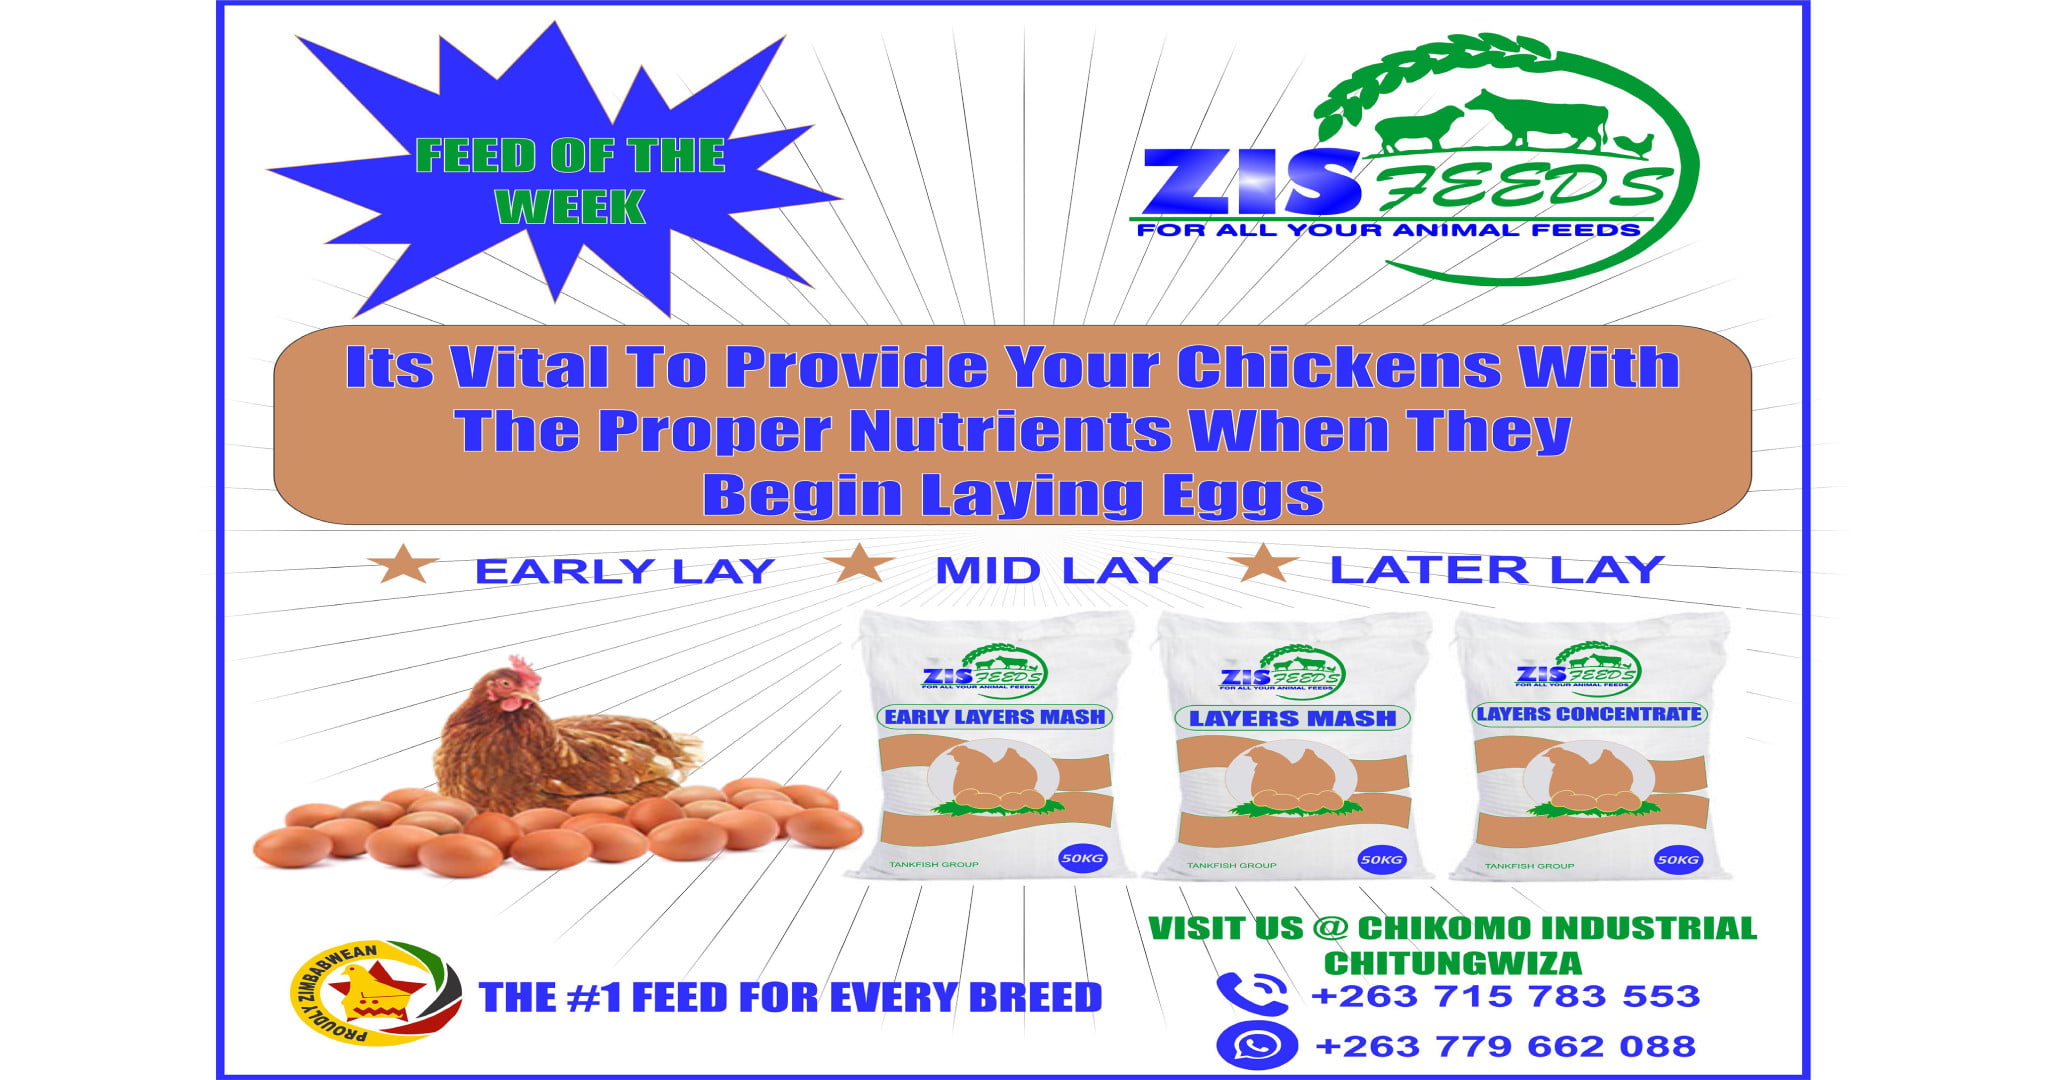 FEED OF THE
WEEK
ZIS FEEDS
FOR ALL YOUR ANIMAL FEEDS
Its Vital To Provide Your Chickens With
The Proper Nutrients When They
Begin Laying Eggs
EARLY LAY MID LAY LATER LAY
ZIS FEEDS
FOR ALL YOUR ANIMAL FEEDS
EARLY LAYERS MASH
TANKFISH GROUP
50KG
ZIS FEEDS
FOR ALL YOUR ANIMAL FEEDS
LAYERS MASH
TANKFISH GROUP
50KG
ZIS FEEDS
FOR ALL YOUR ANIMAL FEEDS
LAYERS CONCENTRATE
TANKFISH GROUP
50KG
PROUDLY ZIMBABWEAN
THE #1 FEED FOR EVERY BREED
VISIT US @ CHIKOMO INDUSTRIAL
CHITUNGWIZA
+263 715 783 553
+263 779 662 088